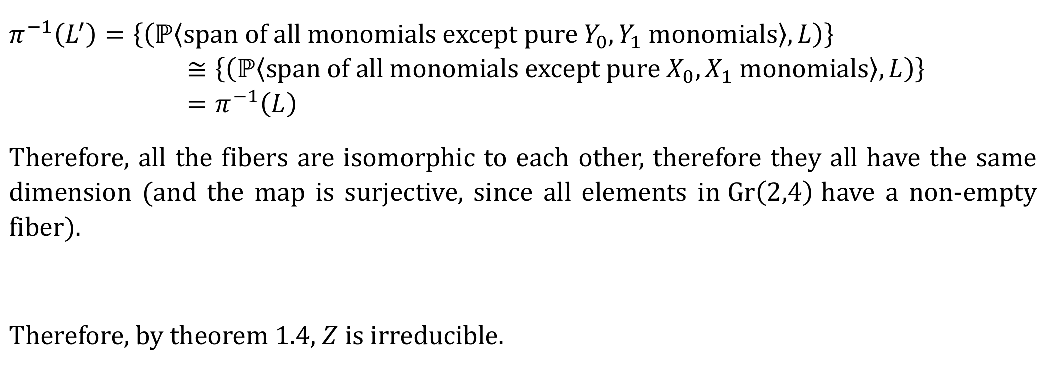 π⁻¹(L′) = {(ℙ⟨span of all monomials except pure Y₀, Y₁ monomials⟩, L)}
≅ {(ℙ⟨span of all monomials except pure X₀, X₁ monomials⟩, L)}
= π⁻¹(L)
Therefore, all the fibers are isomorphic to each other, therefore they all have the same
dimension (and the map is surjective, since all elements in Gr(2,4) have a non-empty
fiber).
Therefore, by theorem 1.4, Z is irreducible.